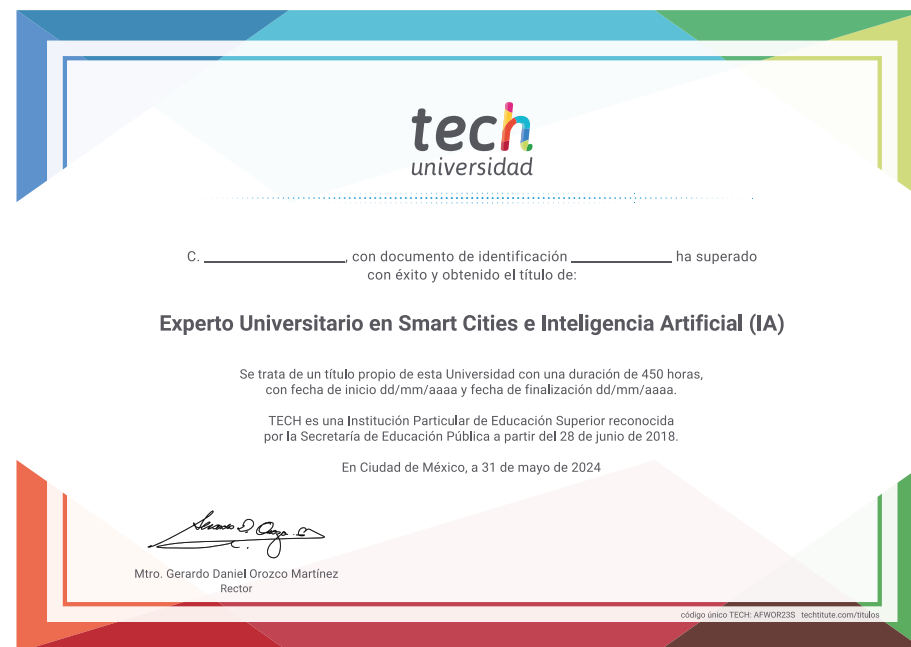 tech
universidad
C. ____________, con documento de identificación ____________ ha superado
con éxito y obtenido el título de:
Experto Universitario en Smart Cities e Inteligencia Artificial (IA)
Se trata de un título propio de esta Universidad con una duración de 450 horas,
con fecha de inicio dd/mm/aaaa y fecha de finalización dd/mm/aaaa.
TECH es una Institución Particular de Educación Superior reconocida
por la Secretaría de Educación Pública a partir del 28 de junio de 2018.
En Ciudad de México, a 31 de mayo de 2024
Mtro. Gerardo Daniel Orozco Martínez
Rector
código único TECH: AFWOR23S techtitute.com/titulos